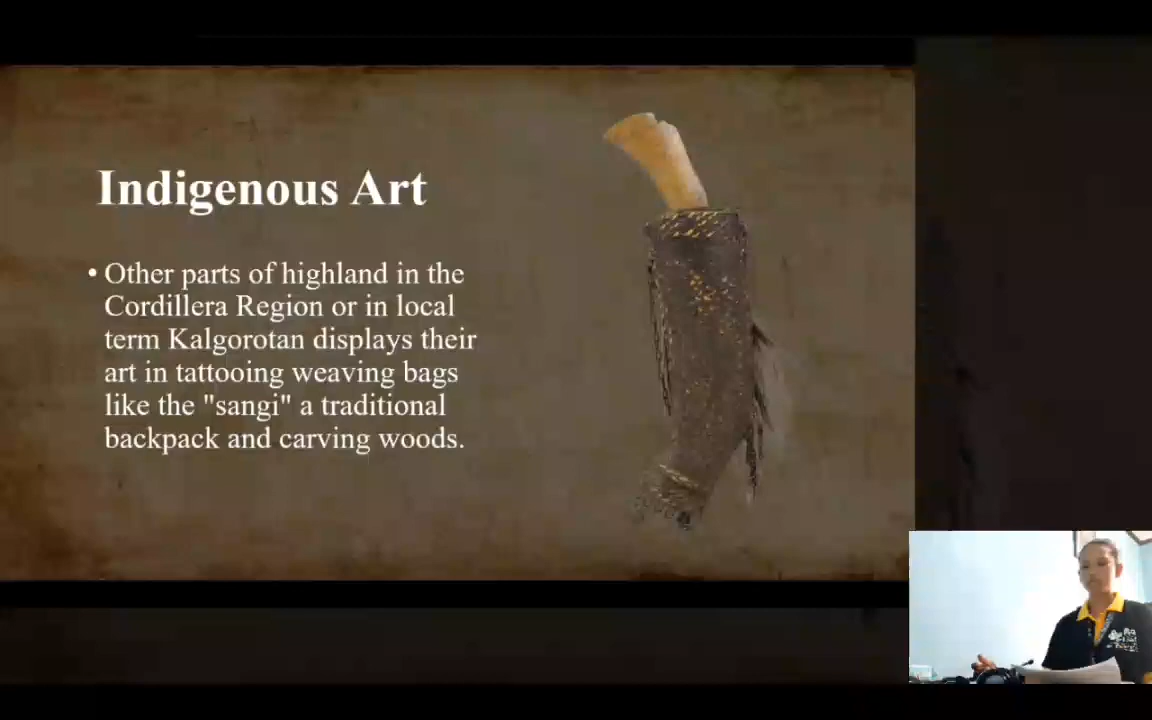 Indigenous Art
• Other parts of highland in the
Cordillera Region or in local
term Kalgorotan displays their
art in tattooing weaving bags
like the "sangi" a traditional
backpack and carving woods.